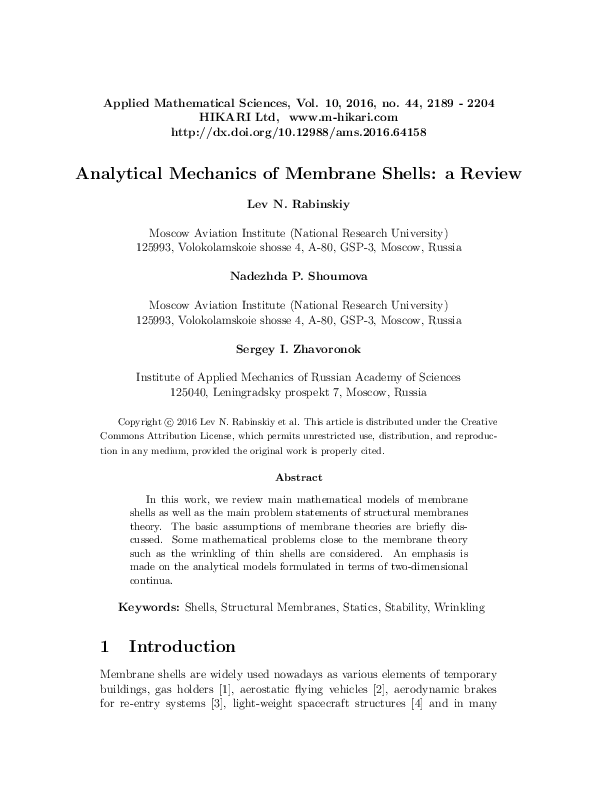 Applied Mathematical Sciences, Vol. 10, 2016, no. 44, 2189 - 2204
HIKARI Ltd, www.m-hikari.com
http://dx.doi.org/10.12988/ams.2016.64158
Analytical Mechanics of Membrane Shells: a Review
Lev N. Rabinskiy
Moscow Aviation Institute (National Research University)
125993, Volokolamskoie shosse 4, A-80, GSP-3, Moscow, Russia
Nadezhda P. Shoumova
Moscow Aviation Institute (National Research University)
125993, Volokolamskoie shosse 4, A-80, GSP-3, Moscow, Russia
Sergey I. Zhavoronok
Institute of Applied Mechanics of Russian Academy of Sciences
125040, Leningradsky prospekt 7, Moscow, Russia
Copyright © 2016 Lev N. Rabinskiy et al. This article is distributed under the Creative
Commons Attribution License, which permits unrestricted use, distribution, and reproduc-
tion in any medium, provided the original work is properly cited.
Abstract
In this work, we review main mathematical models of membrane
shells as well as the main problem statements of structural membranes
theory. The basic assumptions of membrane theories are briefly dis-
cussed. Some mathematical problems close to the membrane theory
such as the wrinkling of thin shells are considered. An emphasis is
made on the analytical models formulated in terms of two-dimensional
continua.
Keywords: Shells, Structural Membranes, Statics, Stability, Wrinkling
1 Introduction
Membrane shells are widely used nowadays as various elements of temporary
buildings, gas holders [1], aerostatic flying vehicles [2], aerodynamic brakes
for re-entry systems [3], light-weight spacecraft structures [4] and in many